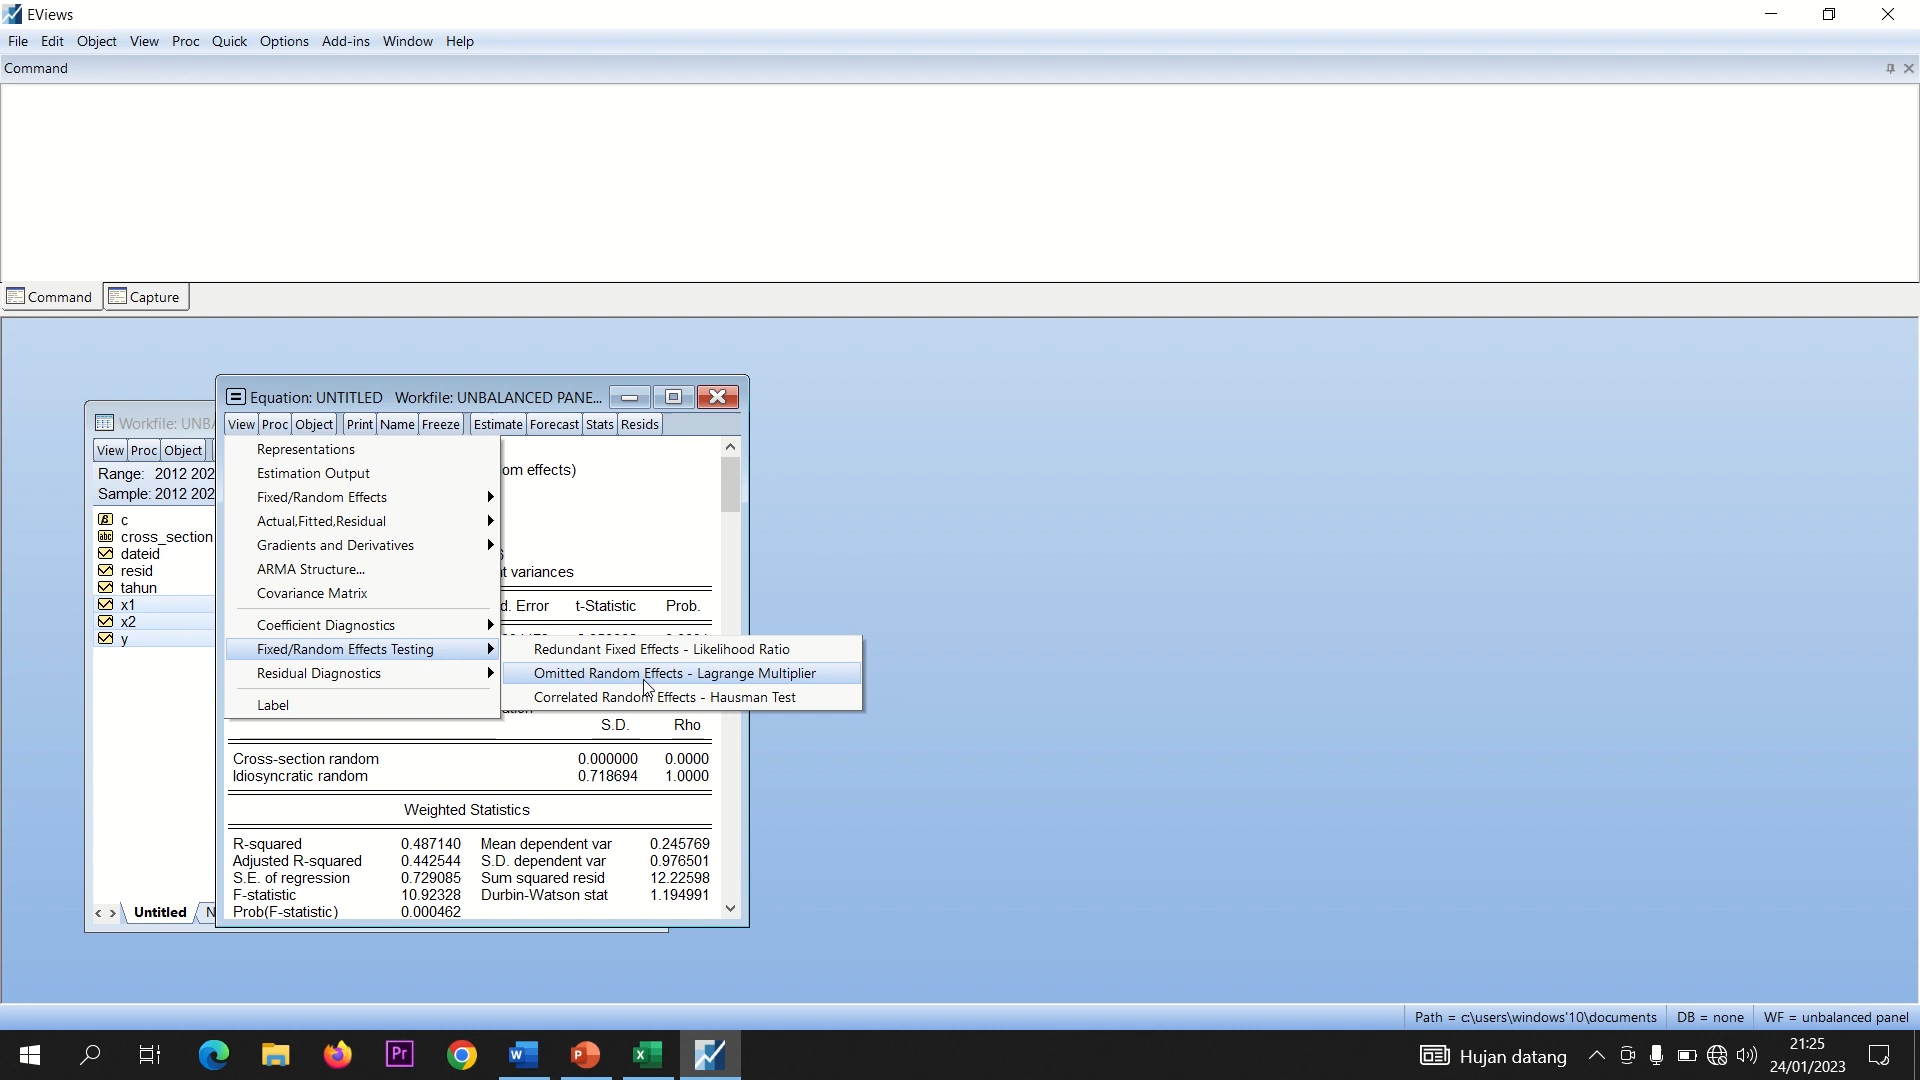 EViews
File Edit Object View Proc Quick Options Add-ins Window Help
Command
Command Capture
Workfile: UNBA
View Proc Object
Range: 2012 202
Sample: 2012 202
c
cross_section
dateid
resid
tahun
x1
x2
y
Untitled N
Equation: UNTITLED Workfile: UNBALANCED PANE...
View Proc Object Print Name Freeze Estimate Forecast Stats Resids
Representations
Estimation Output
Fixed/Random Effects
Actual,Fitted,Residual
Gradients and Derivatives
ARMA Structure...
Covariance Matrix
Coefficient Diagnostics
Fixed/Random Effects Testing
Residual Diagnostics
Label
Redundant Fixed Effects - Likelihood Ratio
Omitted Random Effects - Lagrange Multiplier
Correlated Random Effects - Hausman Test
om effects)
t variances
d. Error t-Statistic Prob.
S.D. Rho
Cross-section random 0.000000 0.0000
Idiosyncratic random 0.718694 1.0000
Weighted Statistics
R-squared 0.487140 Mean dependent var 0.245769
Adjusted R-squared 0.442544 S.D. dependent var 0.976501
S.E. of regression 0.729085 Sum squared resid 12.22598
F-statistic 10.92328 Durbin-Watson stat 1.194991
Prob(F-statistic) 0.000462
Path = c:\users\windows'10\documents DB = none WF = unbalanced panel
Pr
Hujan datang
21:25
24/01/2023